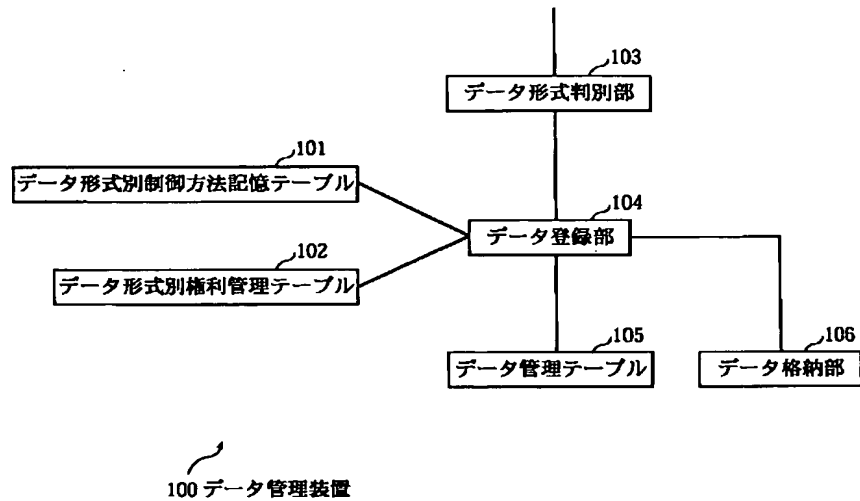 103
データ形式判別部
101
データ形式別制御方法記憶テーブル
104
データ登録部
102
データ形式別権利管理テーブル
105
データ管理テーブル
106
データ格納部
100 データ管理装置